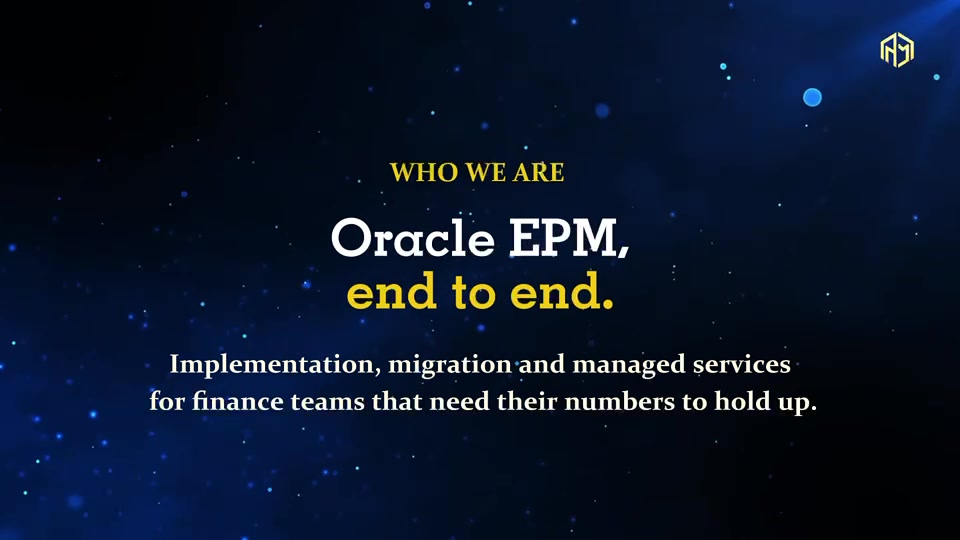 WHO WE ARE
Oracle EPM,
end to end.
Implementation, migration and managed services
for finance teams that need their numbers to hold up.